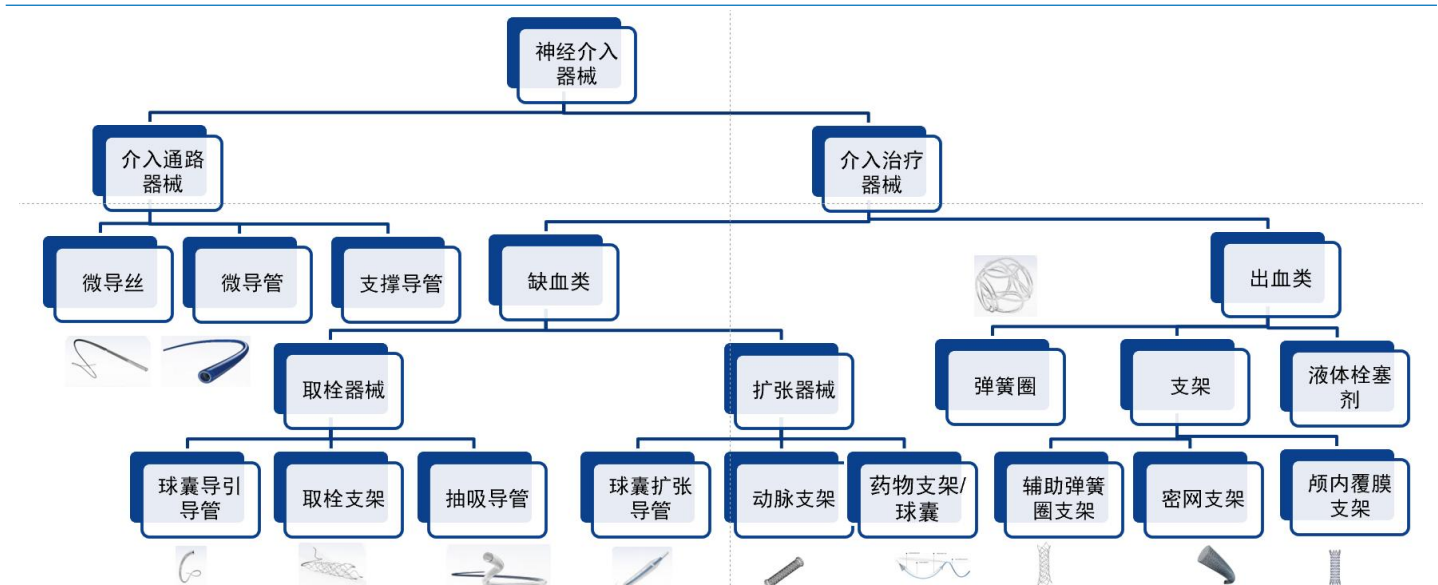 神经介入
器械
介入通路
器械
介入治疗
器械
微导丝
微导管
支撑导管
缺血类
出血类
取栓器械
扩张器械
弹簧圈
支架
液体栓塞
剂
球囊导引
导管
取栓支架
抽吸导管
球囊扩张
导管
动脉支架
药物支架/
球囊
辅助弹簧
圈支架
密网支架
颅内覆膜
支架